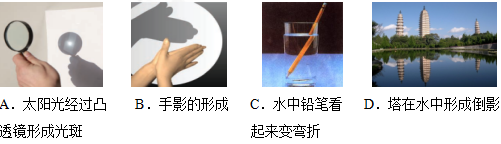 A．太阳光经过凸
透镜形成光斑
B．手影的形成
C．水中铅笔看
起来变弯折
D．塔在水中形成倒影